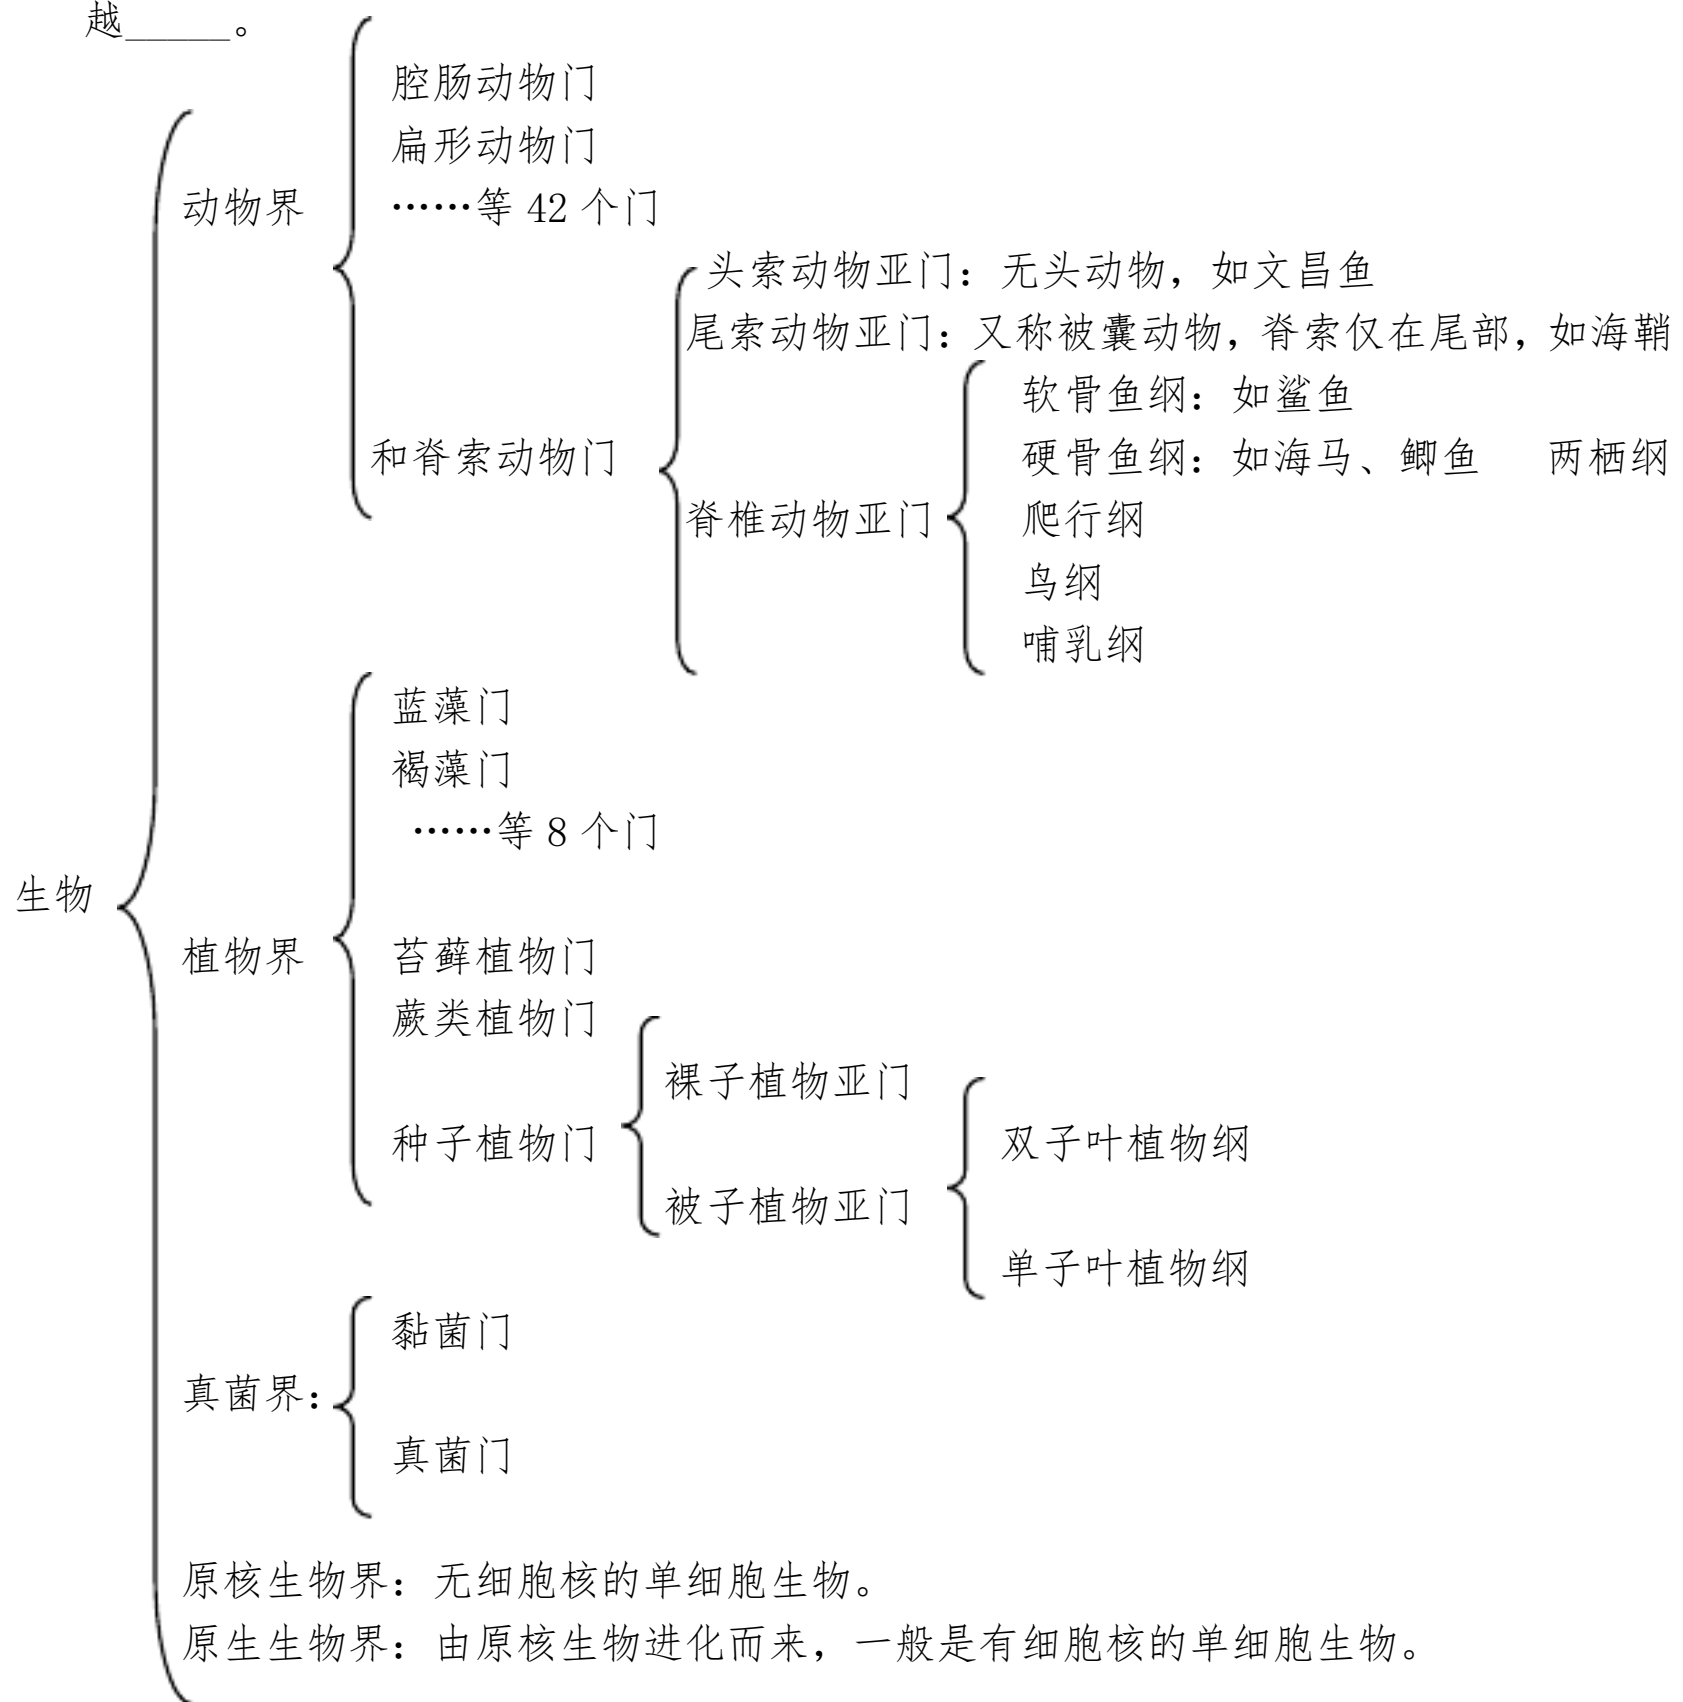 越_____。
腔肠动物门
扁形动物门
动物界 ……等 42 个门
头索动物亚门：无头动物，如文昌鱼
尾索动物亚门：又称被囊动物，脊索仅在尾部，如海鞘
软骨鱼纲：如鲨鱼
和脊索动物门 硬骨鱼纲：如海马、鲫鱼 两栖纲
脊椎动物亚门 爬行纲
鸟纲
哺乳纲
蓝藻门
褐藻门
……等 8 个门
生物
植物界 苔藓植物门
蕨类植物门
裸子植物亚门
种子植物门 双子叶植物纲
被子植物亚门
单子叶植物纲
黏菌门
真菌界：
真菌门
原核生物界：无细胞核的单细胞生物。
原生生物界：由原核生物进化而来，一般是有细胞核的单细胞生物。